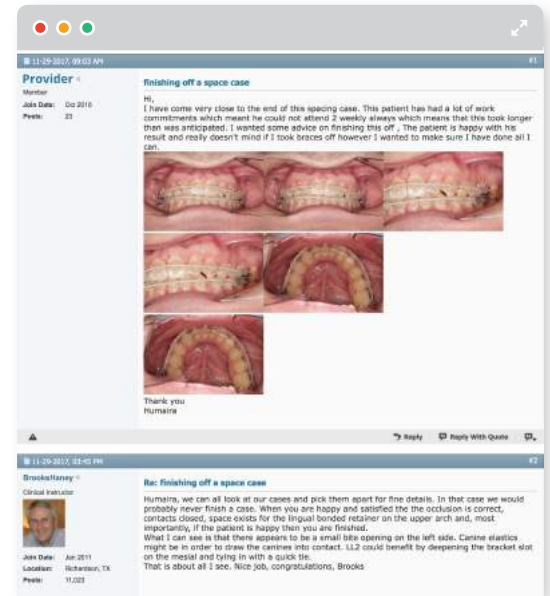 11-29-2017, 09:03 AM
#1
Provider
Member
Join Date: Oct 2016
Posts: 23
finishing off a space case
Hi,
I have come very close to the end of this spacing case. This patient has had a lot of work
commitments which meant he could not attend 2 weekly always which means that this took longer
than was anticipated. I wanted some advice on finishing this off , The patient is happy with his
result and really doesn't mind if I took braces off however I wanted to make sure I have done all I
can.
Thank you
Humaira
Reply
Reply With Quote
11-29-2017, 03:45 PM
#2
BrooksHaney
Clinical Instructor
Join Date: Jun 2011
Location: Richardson, TX
Posts: 11,023
Re: finishing off a space case
Humaira, we can all look at our cases and pick them apart for fine details. In that case we would
probably never finish a case. When you are happy and satisfied the the occlusion is correct,
contacts closed, space exists for the lingual bonded retainer on the upper arch and, most
importantly, if the patient is happy then you are finished.
What I can see is that there appears to be a small bite opening on the left side. Canine elastics
might be in order to draw the canines into contact. LL2 could benefit by deepening the bracket slot
on the mesial and tying in with a quick tie.
That is about all I see. Nice job, congratulations, Brooks